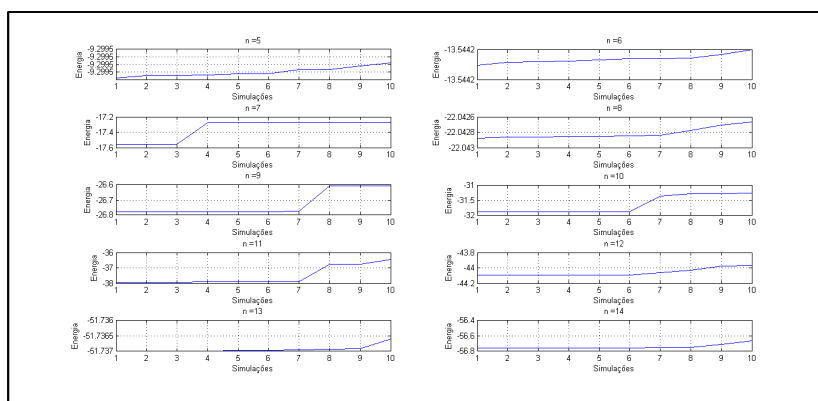 n =5
-9.2995
-9.2995
-9.2995
-9.2995
Energia
1 2 3 4 5 6 7 8 9 10
Simulações
n =6
-13.5442
-13.5442
Energia
1 2 3 4 5 6 7 8 9 10
Simulações
n =7
-17.2
-17.4
-17.6
Energia
1 2 3 4 5 6 7 8 9 10
Simulações
n =8
-22.0426
-22.0428
-22.043
Energia
1 2 3 4 5 6 7 8 9 10
Simulações
n =9
-26.6
-26.7
-26.8
Energia
1 2 3 4 5 6 7 8 9 10
Simulações
n =10
-31
-31.5
-32
Energia
1 2 3 4 5 6 7 8 9 10
Simulações
n =11
-36
-37
-38
Energia
1 2 3 4 5 6 7 8 9 10
Simulações
n =12
-43.8
-44
-44.2
Energia
1 2 3 4 5 6 7 8 9 10
Simulações
n =13
-51.736
-51.7365
-51.737
Energia
1 2 3 4 5 6 7 8 9 10
Simulações
n =14
-56.4
-56.6
-56.8
Energia
1 2 3 4 5 6 7 8 9 10
Simulações